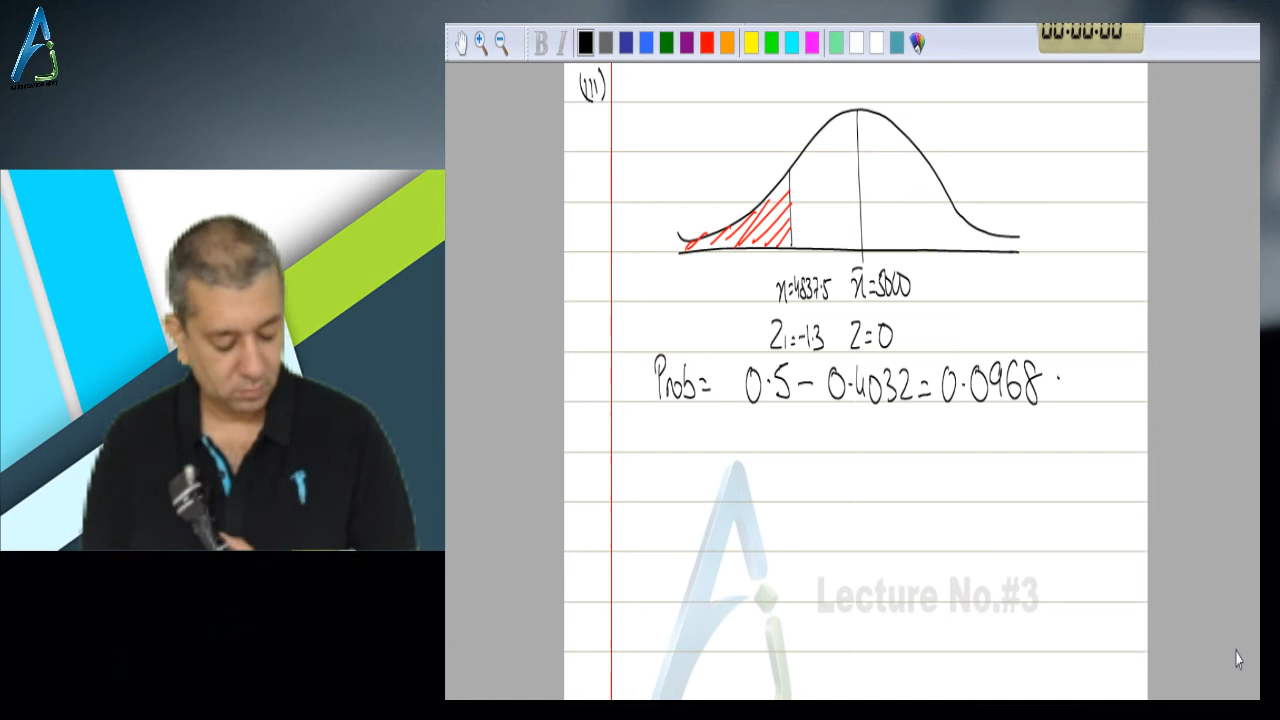 00:00:00
B I
(iii)
x=4837.5 x̄=5000
Z₁=-1.3 Z=0
Prob= 0.5 - 0.4032 = 0.0968.
Lecture No.#3